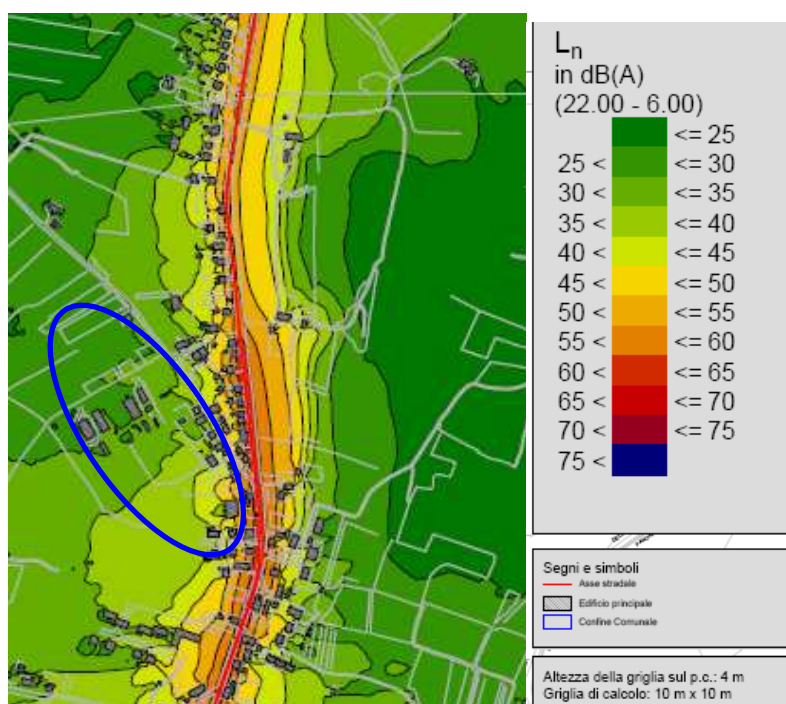 Ln
in dB(A)
(22.00 - 6.00)
<= 25
25 < <= 30
30 < <= 35
35 < <= 40
40 < <= 45
45 < <= 50
50 < <= 55
55 < <= 60
60 < <= 65
65 < <= 70
70 < <= 75
75 <
Segni e simboli
Asse stradale
Edificio principale
Confine Comunale
Altezza della griglia sul p.c.: 4 m
Griglia di calcolo: 10 m x 10 m